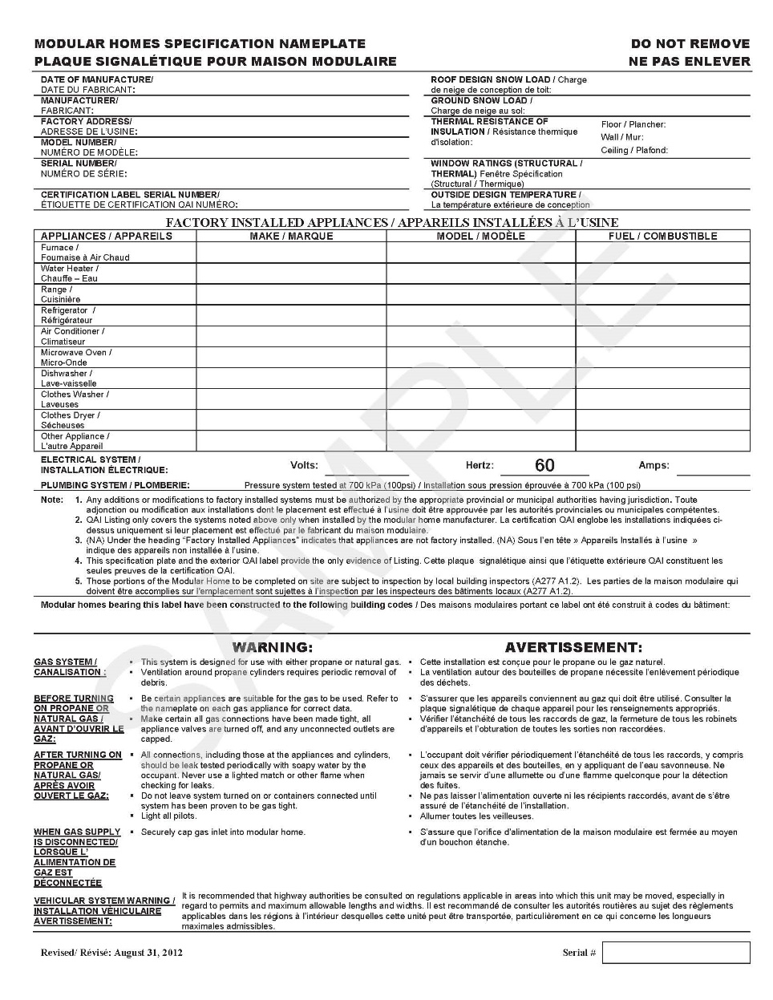 MODULAR HOMES SPECIFICATION NAMEPLATE
DO NOT REMOVE
PLAQUE SIGNALÉTIQUE POUR MAISON MODULAIRE
NE PAS ENLEVER
DATE OF MANUFACTURE/
DATE DU FABRICANT:
MANUFACTURER/
FABRICANT:
FACTORY ADDRESS/
ADRESSE DE L'USINE:
MODEL NUMBER/
NUMÉRO DE MODÈLE:
SERIAL NUMBER/
NUMÉRO DE SÉRIE:
CERTIFICATION LABEL SERIAL NUMBER/
ÉTIQUETTE DE CERTIFICATION QAI NUMÉRO:
ROOF DESIGN SNOW LOAD / Charge
de neige de conception de toit:
GROUND SNOW LOAD /
Charge de neige au sol:
THERMAL RESISTANCE OF
INSULATION / Résistance thermique
d'isolation:
Floor / Plancher:
Wall / Mur:
Ceiling / Plafond:
WINDOW RATINGS (STRUCTURAL /
THERMAL) Fenêtre Spécification
(Structural / Thermique)
OUTSIDE DESIGN TEMPERATURE /
La température extérieure de conception
FACTORY INSTALLED APPLIANCES / APPAREILS INSTALLÉES À L'USINE
APPLIANCES / APPAREILS
MAKE / MARQUE
MODEL / MODÈLE
FUEL / COMBUSTIBLE
Furnace /
Fournaise à Air Chaud
Water Heater /
Chauffe – Eau
Range /
Cuisinière
Refrigerator /
Réfrigérateur
Air Conditioner /
Climatiseur
Microwave Oven /
Micro-Onde
Dishwasher /
Lave-vaisselle
Clothes Washer /
Laveuses
Clothes Dryer /
Sécheuses
Other Appliance /
L'autre Appareil
ELECTRICAL SYSTEM /
INSTALLATION ÉLECTRIQUE:
Volts:
Hertz: 60
Amps:
PLUMBING SYSTEM / PLOMBERIE:
Pressure system tested at 700 kPa (100psi) / Installation sous pression éprouvée à 700 kPa (100 psi)
Note: 1. Any additions or modifications to factory installed systems must be authorized by the appropriate provincial or municipal authorities having jurisdiction. Toute
adjonction ou modification aux installations dont le placement est effectué à l'usine doit être approuvée par les autorités provinciales ou municipales compétentes.
2. QAI Listing only covers the systems noted above only when installed by the modular home manufacturer. La certification QAI englobe les installations indiquées ci-
dessus uniquement si leur placement est effectué par le fabricant du maison modulaire.
3. (NA) Under the heading “Factory Installed Appliances” indicates that appliances are not factory installed. (NA) Sous l'en tête » Appareils Installés à l'usine »
indique des appareils non installée à l'usine.
4. This specification plate and the exterior QAI label provide the only evidence of Listing. Cette plaque signalétique ainsi que l'étiquette extérieure QAI constituent les
seules preuves de la certification QAI.
5. Those portions of the Modular Home to be completed on site are subject to inspection by local building inspectors (A277 A1.2). Les parties de la maison modulaire qui
doivent être accomplies sur l'emplacement sont sujettes à l'inspection par les inspecteurs des bâtiments locaux (A277 A1.2).
Modular homes bearing this label have been constructed to the following building codes / Des maisons modulaires portant ce label ont été construit à codes du bâtiment:
WARNING:
AVERTISSEMENT:
GAS SYSTEM /
CANALISATION :
▪ This system is designed for use with either propane or natural gas.
▪ Ventilation around propane cylinders requires periodic removal of
debris.
▪ Cette installation est conçue pour le propane ou le gaz naturel.
▪ La ventilation autour des bouteilles de propane nécessite l'enlèvement périodique
des déchets.
BEFORE TURNING
ON PROPANE OR
NATURAL GAS /
AVANT D'OUVRIR LE
GAZ:
▪ Be certain appliances are suitable for the gas to be used. Refer to
the nameplate on each gas appliance for correct data.
▪ Make certain all gas connections have been made tight, all
appliance valves are turned off, and any unconnected outlets are
capped.
▪ S'assurer que les appareils conviennent au gaz qui doit être utilisé. Consulter la
plaque signalétique de chaque appareil pour les renseignements appropriés.
▪ Vérifier l'étanchéité de tous les raccords de gaz, la fermeture de tous les robinets
d'appareils et l'obturation de toutes les sorties non raccordées.
AFTER TURNING ON
PROPANE OR
NATURAL GAS/
APRÈS AVOIR
OUVERT LE GAZ:
▪ All connections, including those at the appliances and cylinders,
should be leak tested periodically with soapy water by the
occupant. Never use a lighted match or other flame when
checking for leaks.
▪ Do not leave system turned on or containers connected until
system has been proven to be gas tight.
▪ Light all pilots.
▪ L'occupant doit vérifier périodiquement l'étanchéité de tous les raccords, y compris
ceux des appareils et des bouteilles, en y appliquant de l'eau savonneuse. Ne
jamais se servir d'une allumette ou d'une flamme quelconque pour la détection
des fuites.
▪ Ne pas laisser l'alimentation ouverte ni les récipients raccordés, avant de s'être
assuré de l'étanchéité de l'installation.
▪ Allumer toutes les veilleuses.
WHEN GAS SUPPLY
IS DISCONNECTED/
LORSQUE L'
ALIMENTATION DE
GAZ EST
DÉCONNECTÉE
▪ Securely cap gas inlet into modular home.
▪ S'assure que l'orifice d'alimentation de la maison modulaire est fermée au moyen
d'un bouchon étanche.
VEHICULAR SYSTEM WARNING /
INSTALLATION VÉHICULAIRE
AVERTISSEMENT:
It is recommended that highway authorities be consulted on regulations applicable in areas into which this unit may be moved, especially in
regard to permits and maximum allowable lengths and widths. Il est recommandé de consulter les autorités routières au sujet des règlements
applicables dans les régions à l'intérieur desquelles cette unité peut être transportée, particulièrement en ce qui concerne les longueurs
maximales admissibles.
Revised/ Révisé: August 31, 2012
Serial #
SAMPLE